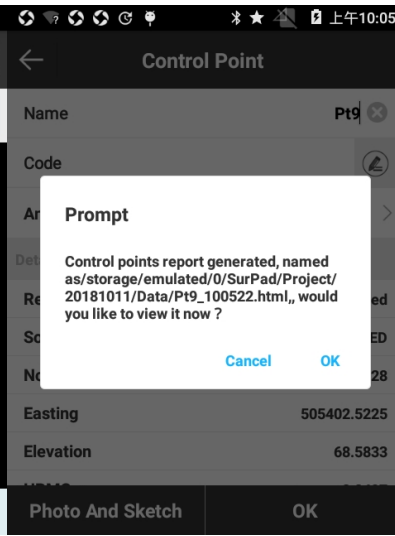 上午10:05
Control Point
Name
Pt9
Code
Prompt
Control points report generated, named
as/storage/emulated/0/SurPad/Project/
20181011/Data/Pt9_100522.html,, would
you like to view it now ?
Cancel
OK
Easting
505402.5225
Elevation
68.5833
Photo And Sketch
OK